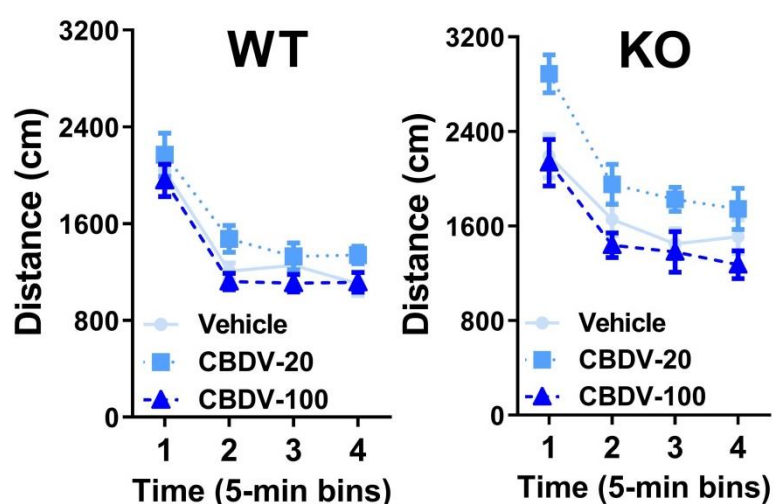 WT
Distance (cm)
3200
2400
1600
800
0
Vehicle
CBDV-20
CBDV-100
1 2 3 4
Time (5-min bins)
KO
Distance (cm)
3200
2400
1600
800
0
Vehicle
CBDV-20
CBDV-100
1 2 3 4
Time (5-min bins)